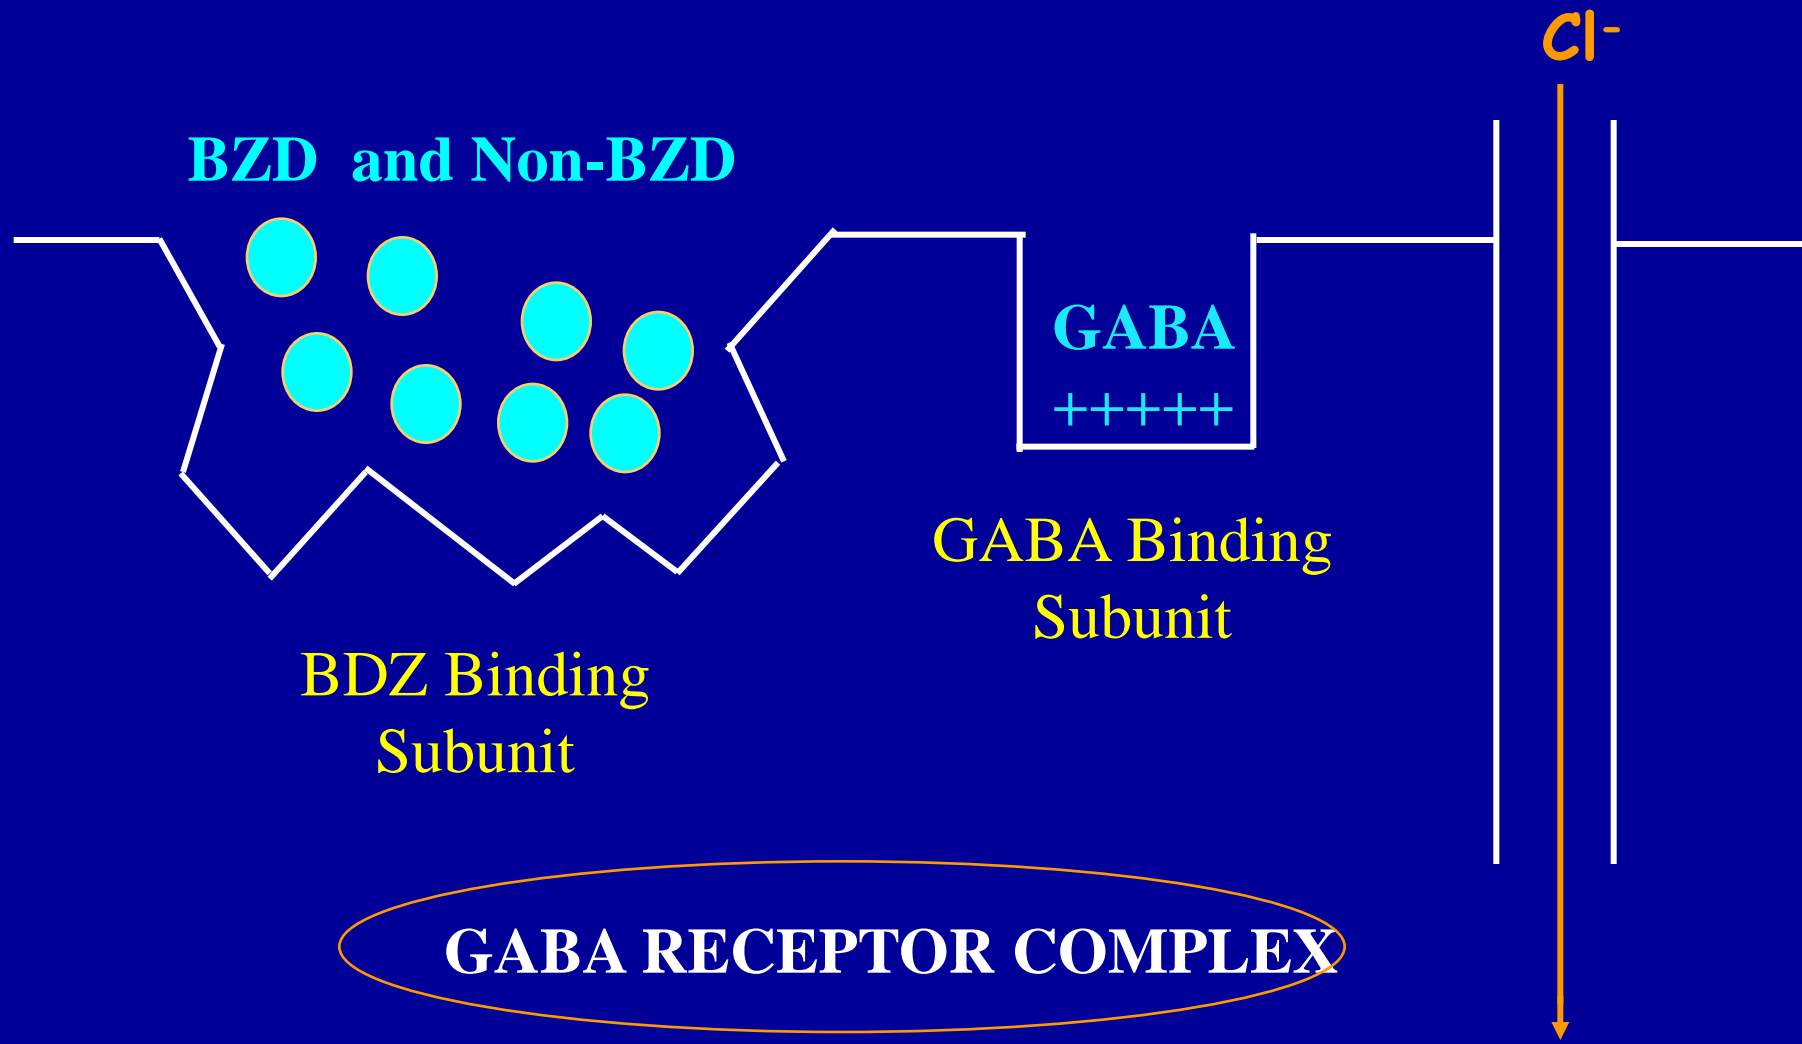 Cl-
BZD and Non-BZD
GABA
+++++
GABA Binding
Subunit
BDZ Binding
Subunit
GABA RECEPTOR COMPLEX